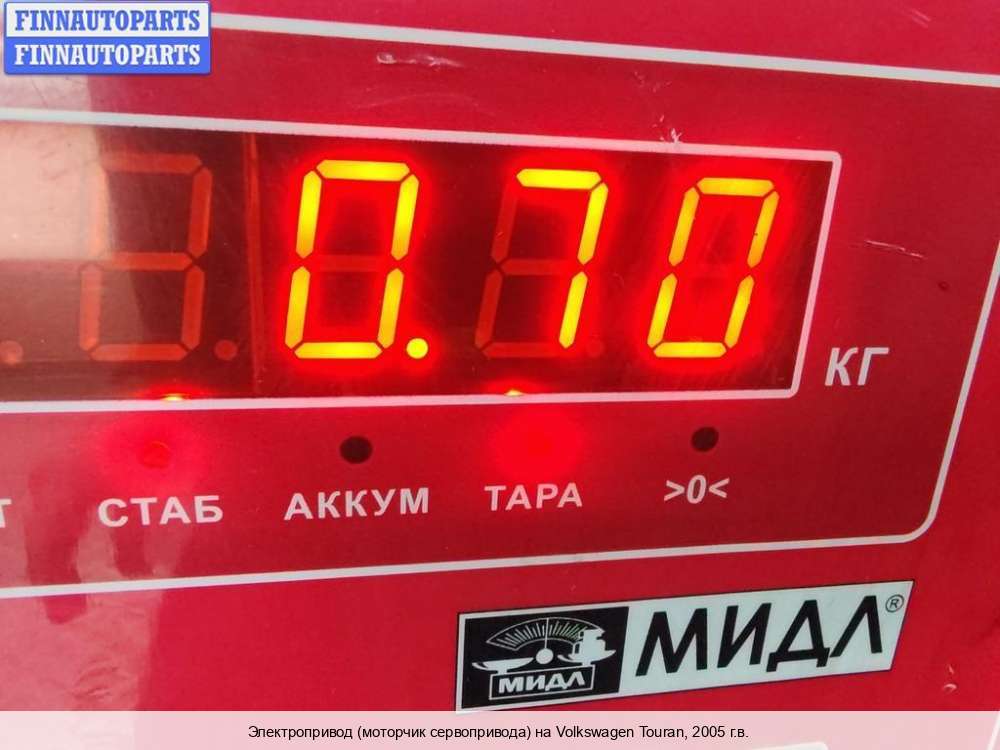 FINNAUTOPARTS
FINNAUTOPARTS
0.70
КГ
СТАБ АККУМ ТАРА >0<
МИДЛ МИДЛ®
Электропривод (моторчик сервопривода) на Volkswagen Touran, 2005 г.в.